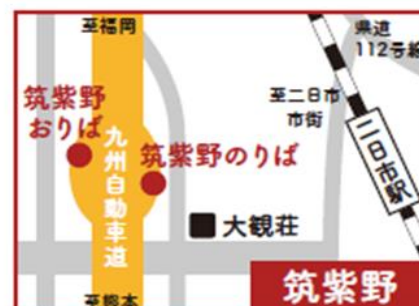 至福岡
県道
112号線
筑紫野
おりば
至二日市
市街
九州自動車道
筑紫野のりば
二日市駅
大観荘
筑紫野
至熊本